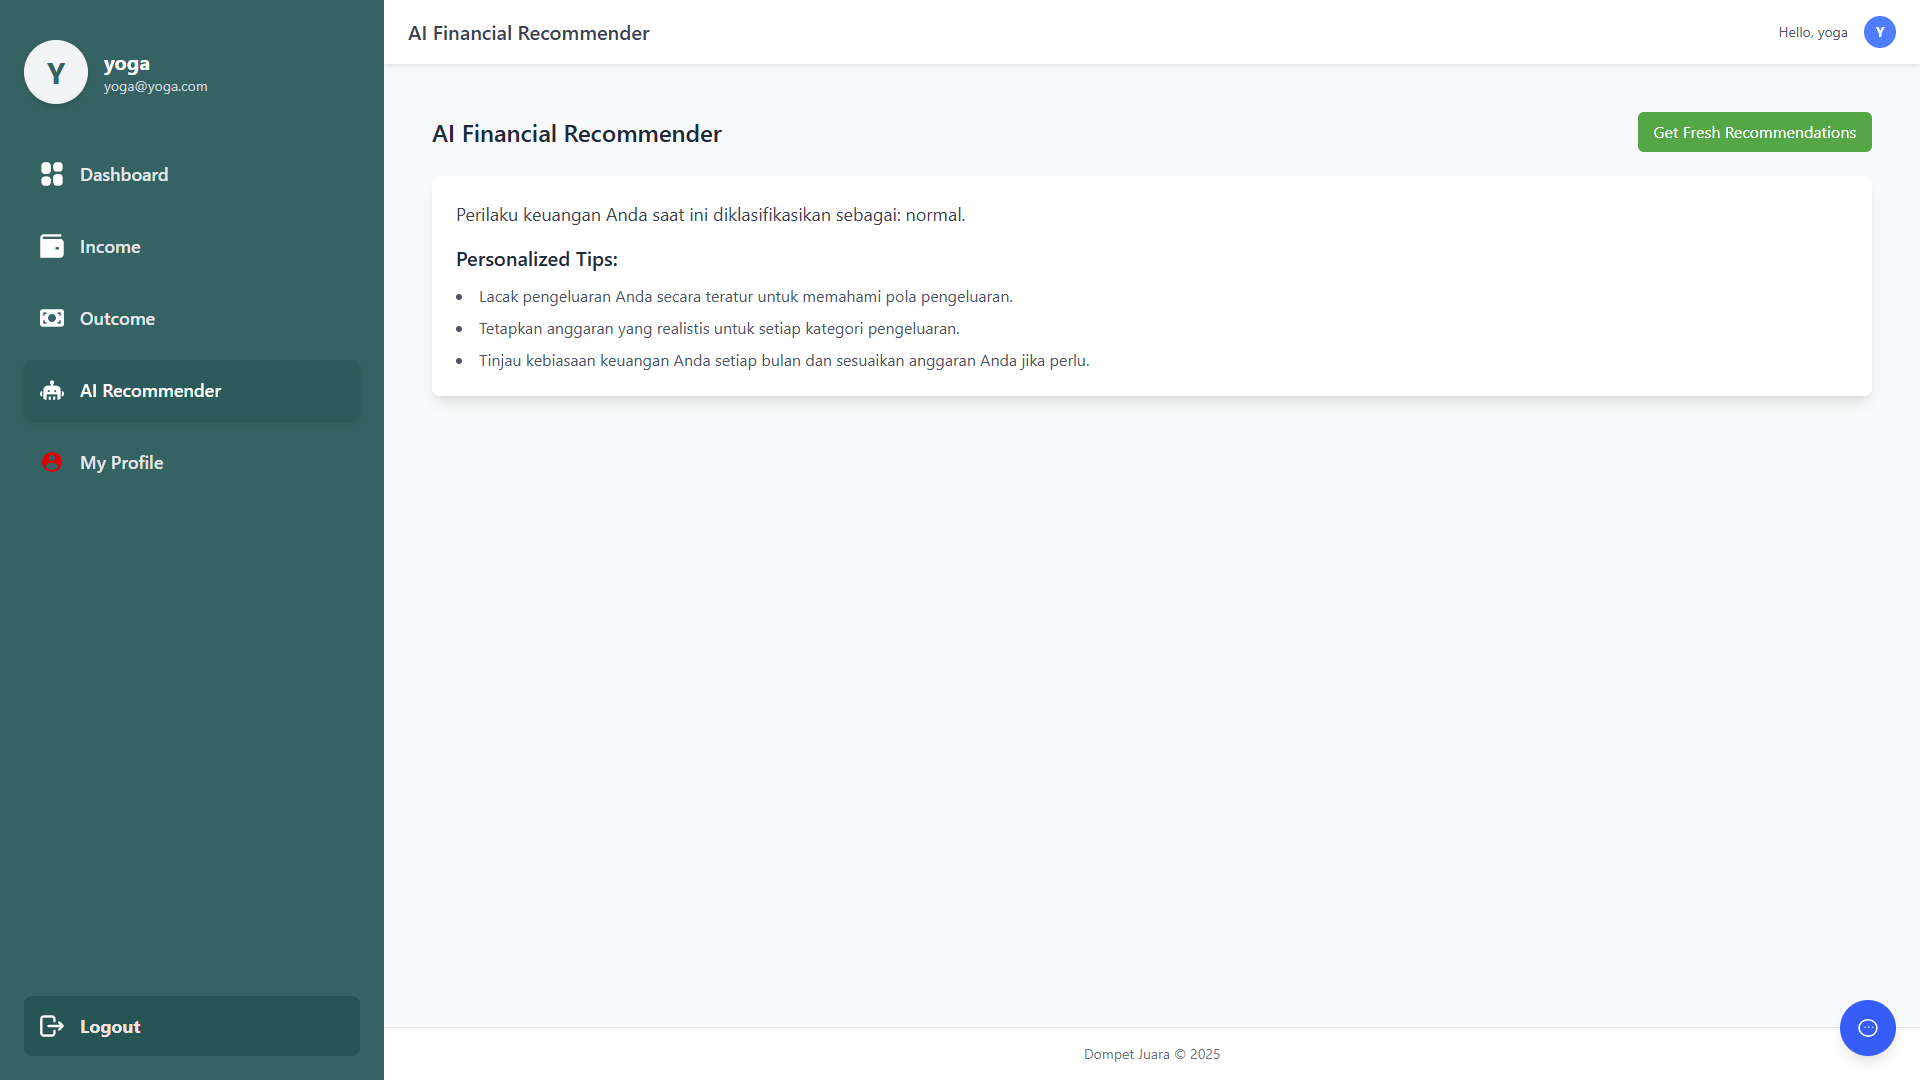 Y
yoga
yoga@yoga.com
Dashboard
Income
Outcome
AI Recommender
My Profile
Logout
AI Financial Recommender
Hello, yoga
Y
AI Financial Recommender
Get Fresh Recommendations
Perilaku keuangan Anda saat ini diklasifikasikan sebagai: normal.
Personalized Tips:
Lacak pengeluaran Anda secara teratur untuk memahami pola pengeluaran.
Tetapkan anggaran yang realistis untuk setiap kategori pengeluaran.
Tinjau kebiasaan keuangan Anda setiap bulan dan sesuaikan anggaran Anda jika perlu.
Dompet Juara © 2025